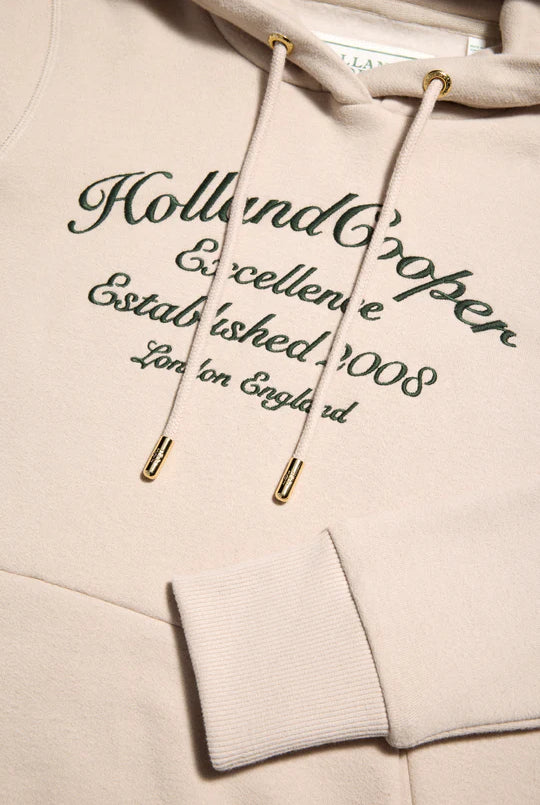 HollandCooper
Excellence
Established 2008
London England